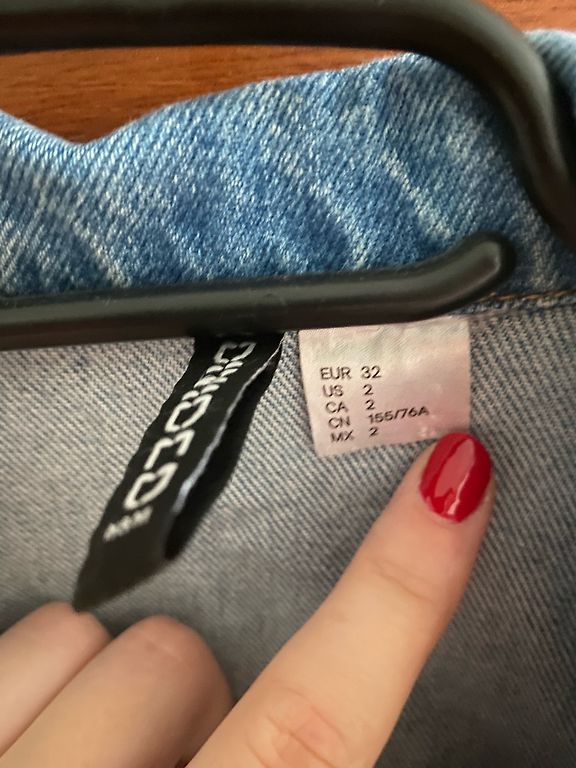 DIVIDED
H&M
EUR 32
US 2
CA 2
CN 155/76A
MX 2